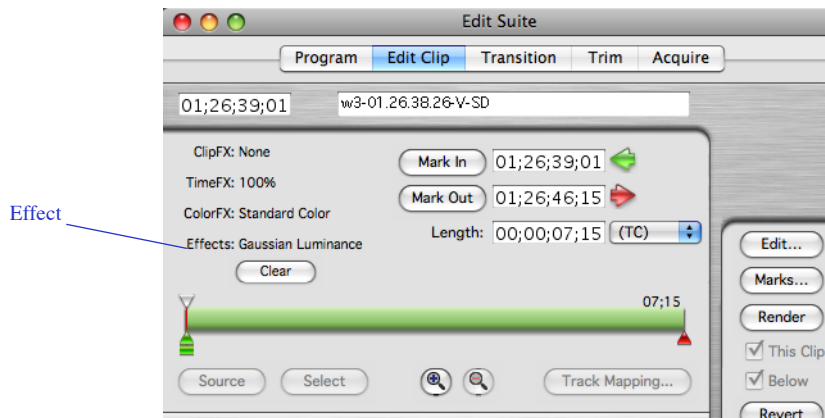 Edit Suite
Program Edit Clip Transition Trim Acquire
01;26;39;01 w3-01.26.38.26-V-SD
ClipFX: None
Mark In 01;26;39;01
TimeFX: 100%
Mark Out 01;26;46;15
ColorFX: Standard Color
Effect
Length: 00;00;07;15 (TC)
Effects: Gaussian Luminance
Edit...
Clear
Marks...
07;15
Render
This Clip
Source Select Track Mapping...
Below
Revert